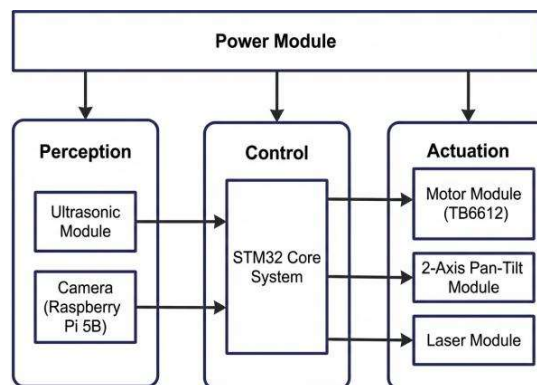 Power Module
Perception
Control
Actuation
Ultrasonic
Module
Camera
(Raspberry
Pi 5B)
STM32 Core
System
Motor Module
(TB6612)
2-Axis Pan-Tilt
Module
Laser Module